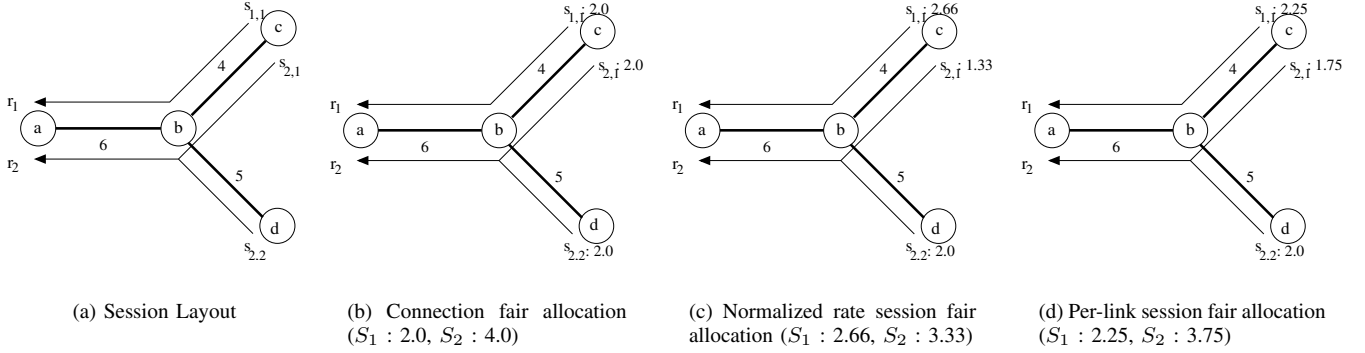 s1,1
c
4
s2,1
r1
a
b
6
r2
5
d
s2.2
(a) Session Layout
s1,1 : 2.0
c
4
s2,1 : 2.0
r1
a
b
6
r2
5
d
s2.2 : 2.0
(b) Connection fair allocation
(S1 : 2.0, S2 : 4.0)
s1,1 : 2.66
c
4
s2,1 : 1.33
r1
a
b
6
r2
5
d
s2.2 : 2.0
(c) Normalized rate session fair
allocation (S1 : 2.66, S2 : 3.33)
s1,1 : 2.25
c
4
s2,1 : 1.75
r1
a
b
6
r2
5
d
s2.2 : 2.0
(d) Per-link session fair allocation
(S1 : 2.25, S2 : 3.75)